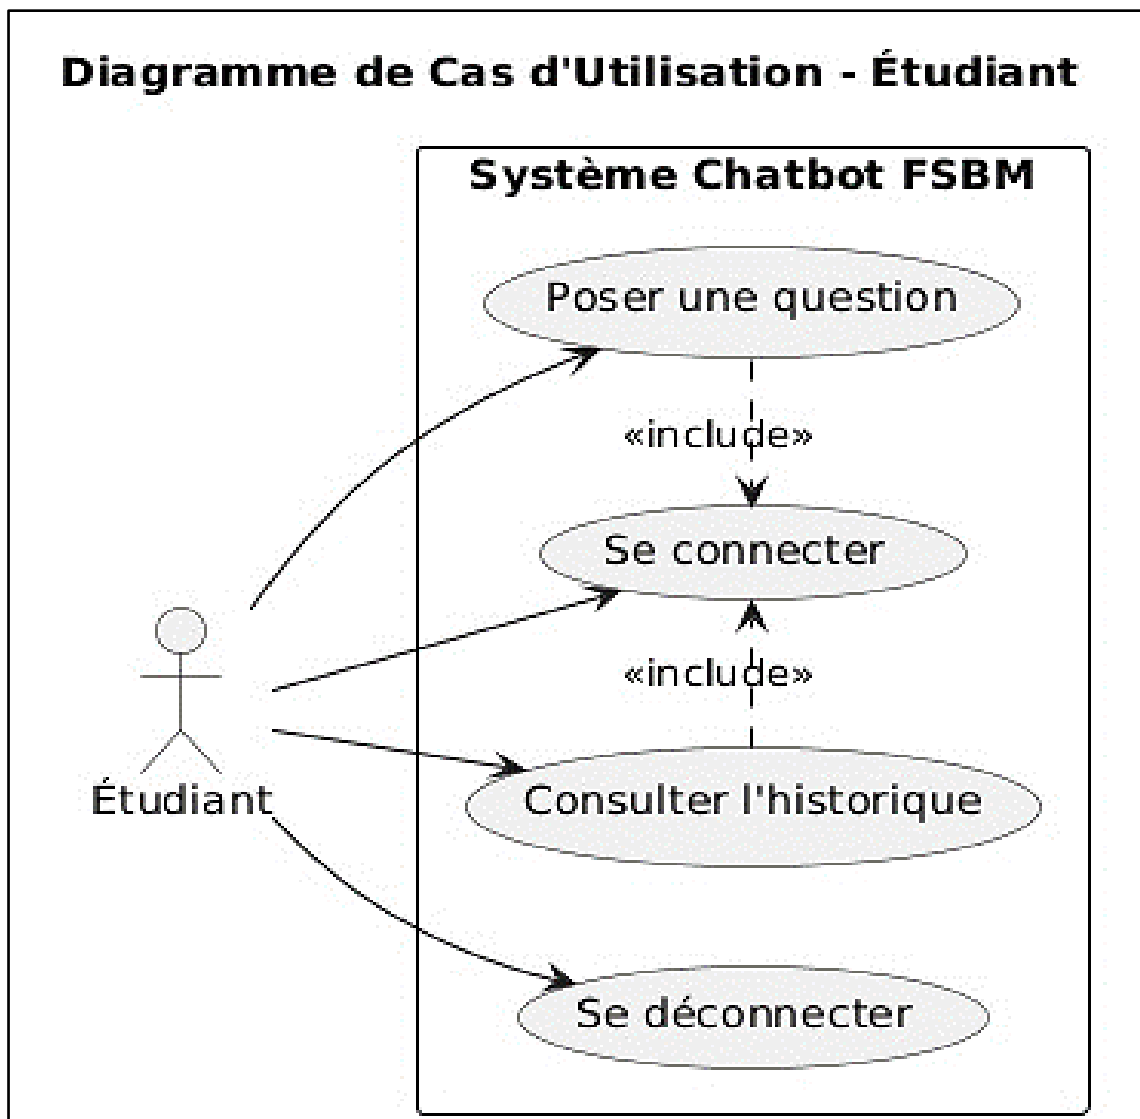 Diagramme de Cas d'Utilisation - Étudiant
Système Chatbot FSBM
Poser une question
«include»
Se connecter
«include»
Étudiant
Consulter l'historique
Se déconnecter